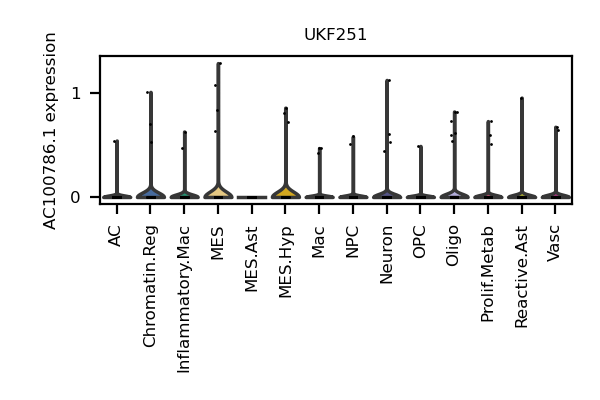 UKF251
AC100786.1 expression
1
0
AC
Chromatin.Reg
Inflammatory.Mac
MES
MES.Ast
MES.Hyp
Mac
NPC
Neuron
OPC
Oligo
Prolif.Metab
Reactive.Ast
Vasc